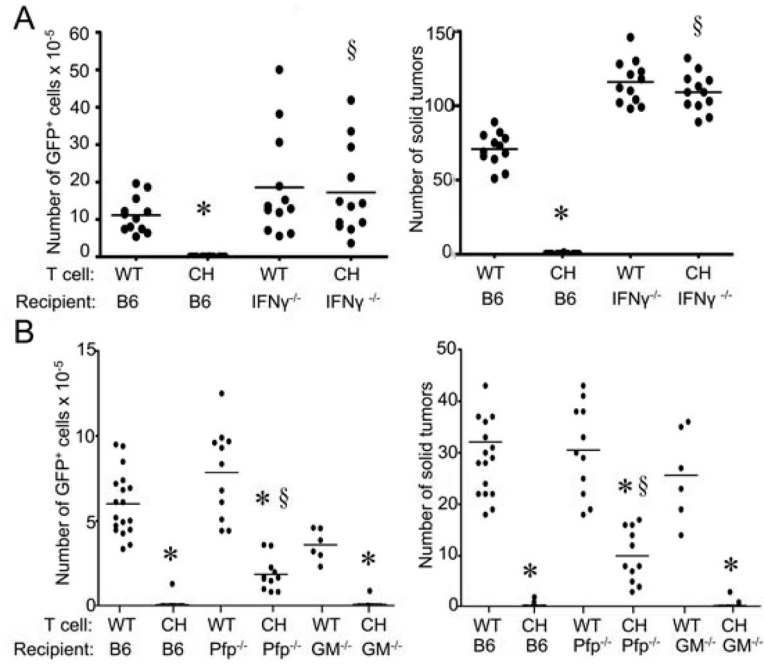 A
Number of GFP⁺ cells x 10⁻⁵
60
50
40
30
20
10
0
*
§
T cell: WT CH WT CH
Recipient: B6 B6 IFNγ⁻/⁻ IFNγ ⁻/⁻
Number of solid tumors
150
100
50
0
*
§
WT CH WT CH
B6 B6 IFNγ⁻/⁻ IFNγ ⁻/⁻
B
Number of GFP⁺ cells x 10⁻⁵
15
10
5
0
*
* §
*
T cell: WT CH WT CH WT CH
Recipient: B6 B6 Pfp⁻/⁻ Pfp⁻/⁻ GM⁻/⁻ GM⁻/⁻
Number of solid tumors
50
40
30
20
10
0
*
* §
*
WT CH WT CH WT CH
B6 B6 Pfp⁻/⁻ Pfp⁻/⁻ GM⁻/⁻ GM⁻/⁻